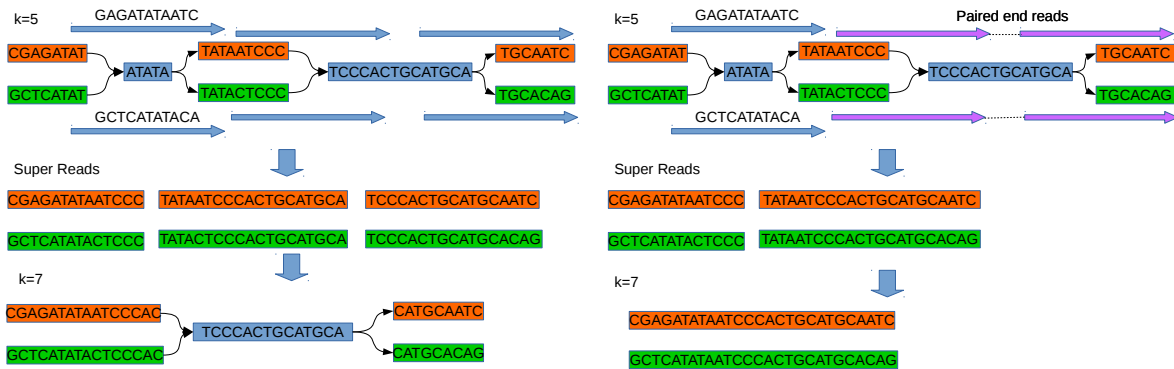 k=5
GAGATATAATC
CGAGATAT
TATAATCCC
TGCAATC
ATATA
TCCCACTGCATGCA
GCTCATAT
TATACTCCC
TGCACAG
GCTCATATACA
Super Reads
CGAGATATAATCCC
TATAATCCCACTGCATGCA
TCCCACTGCATGCAATC
GCTCATATACTCCC
TATACTCCCACTGCATGCA
TCCCACTGCATGCACAG
k=7
CGAGATATAATCCCAC
CATGCAATC
TCCCACTGCATGCA
GCTCATATACTCCCAC
CATGCACAG
k=5
GAGATATAATC
Paired end reads
CGAGATAT
TATAATCCC
TGCAATC
ATATA
TCCCACTGCATGCA
GCTCATAT
TATACTCCC
TGCACAG
GCTCATATACA
Super Reads
CGAGATATAATCCC
TATAATCCCACTGCATGCAATC
GCTCATATACTCCC
TATAATCCCACTGCATGCACAG
k=7
CGAGATATAATCCCACTGCATGCAATC
GCTCATATAATCCCACTGCATGCACAG